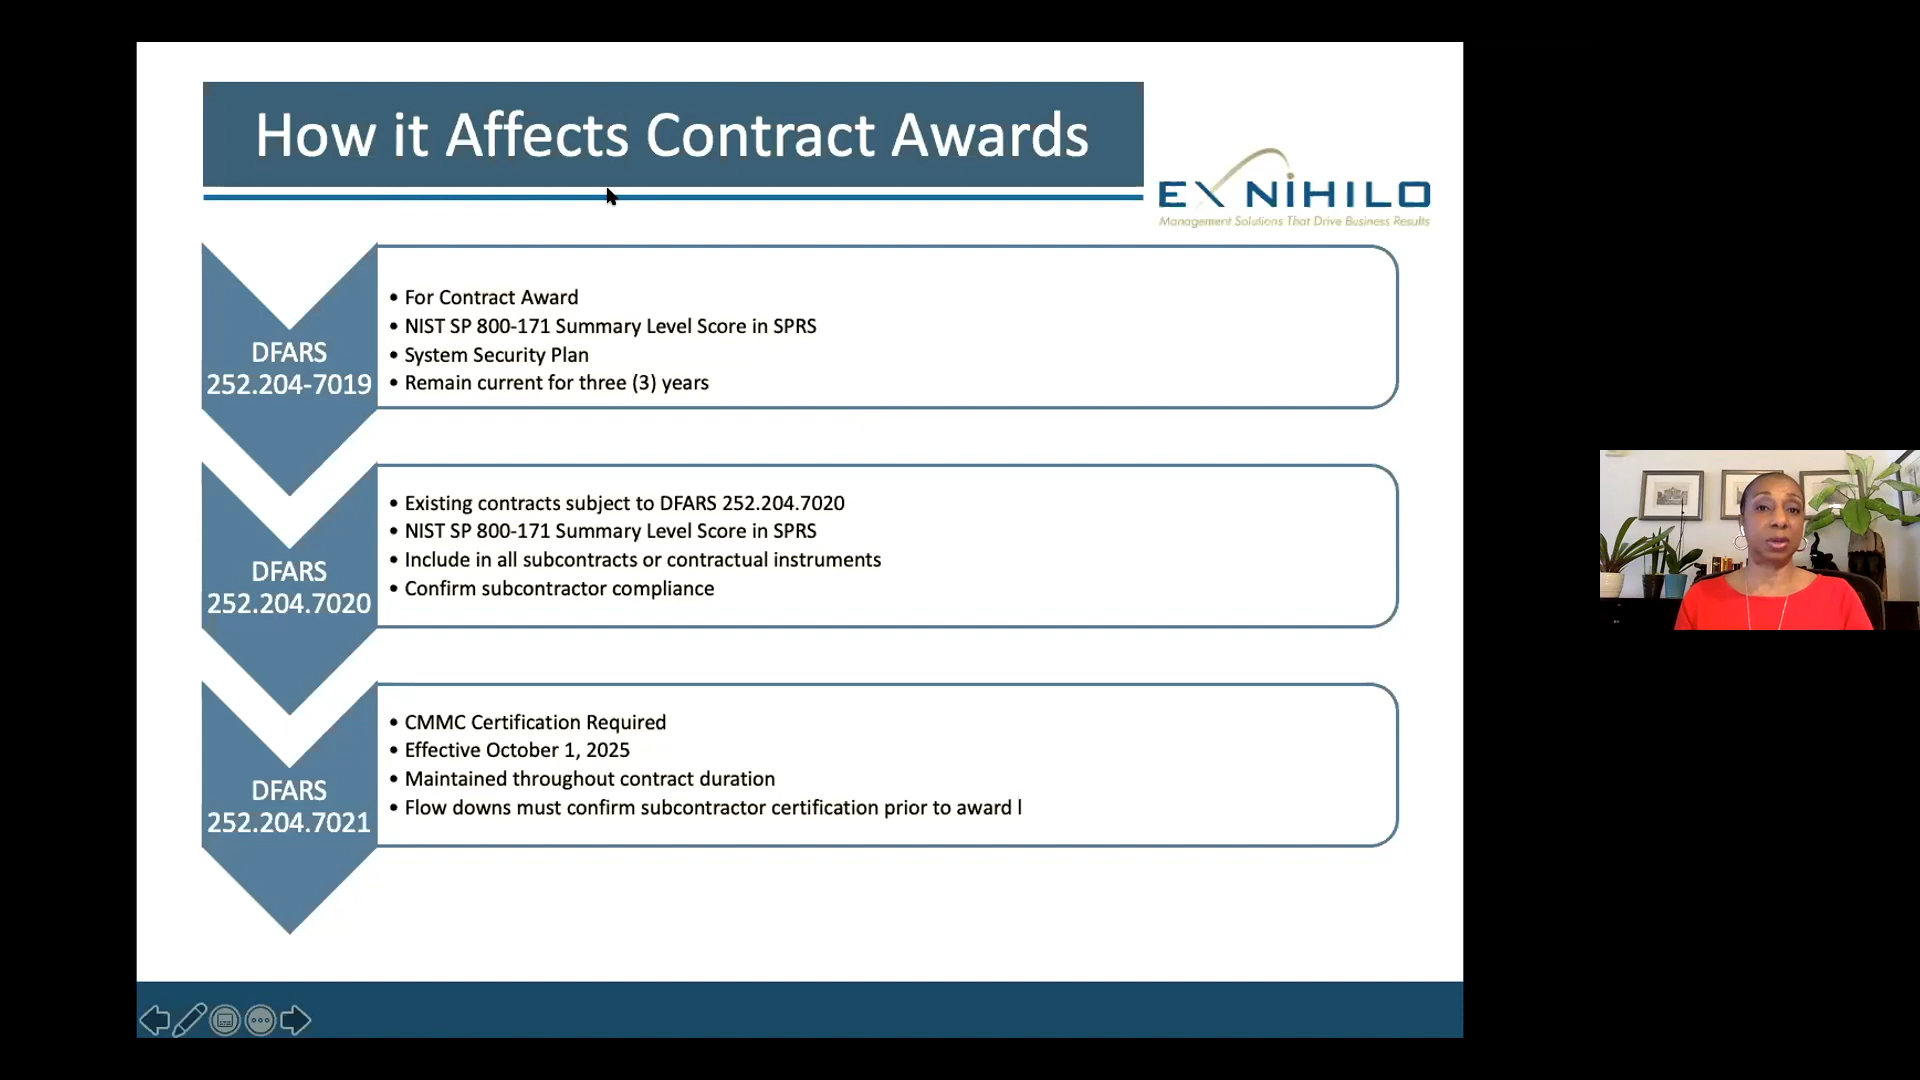 How it Affects Contract Awards
EX NIHILO
Management Solutions That Drive Business Results
DFARS
252.204-7019
• For Contract Award
• NIST SP 800-171 Summary Level Score in SPRS
• System Security Plan
• Remain current for three (3) years
DFARS
252.204.7020
• Existing contracts subject to DFARS 252.204.7020
• NIST SP 800-171 Summary Level Score in SPRS
• Include in all subcontracts or contractual instruments
• Confirm subcontractor compliance
DFARS
252.204.7021
• CMMC Certification Required
• Effective October 1, 2025
• Maintained throughout contract duration
• Flow downs must confirm subcontractor certification prior to award l